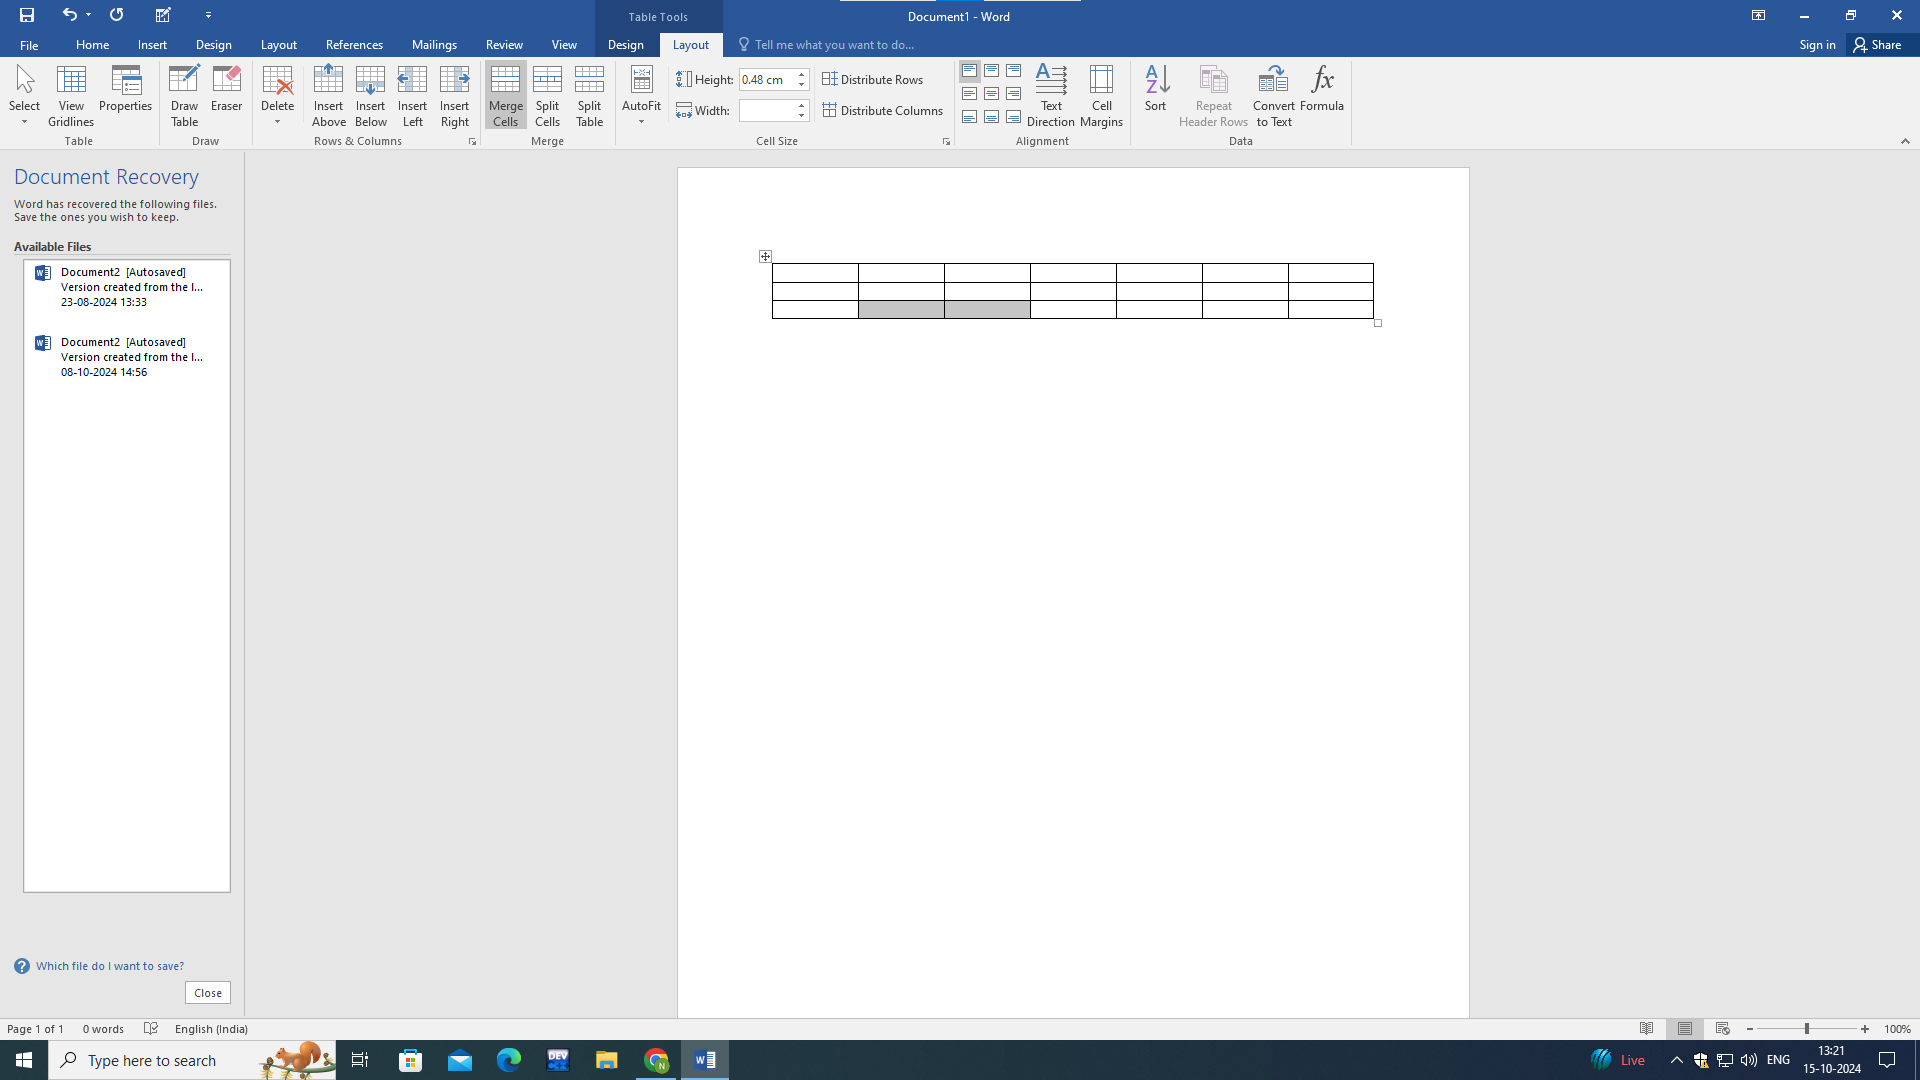 Table Tools
Document1 - Word
File Home Insert Design Layout References Mailings Review View Design Layout Tell me what you want to do... Sign in Share
Select View Gridlines Properties
Table
Draw Table Eraser
Draw
Delete Insert Above Insert Below Insert Left Insert Right
Rows & Columns
Merge Cells Split Cells Split Table
Merge
AutoFit Height: 0.48 cm Distribute Rows
Width: Distribute Columns
Cell Size
Text Direction Cell Margins
Alignment
Sort Repeat Header Rows Convert to Text Formula
Data
Document Recovery
Word has recovered the following files.
Save the ones you wish to keep.
Available Files
Document2 [Autosaved]
Version created from the l...
23-08-2024 13:33
Document2 [Autosaved]
Version created from the l...
08-10-2024 14:56
Which file do I want to save?
Close
Page 1 of 1 0 words English (India) 100%
Type here to search
DEV
Live
ENG
13:21
15-10-2024